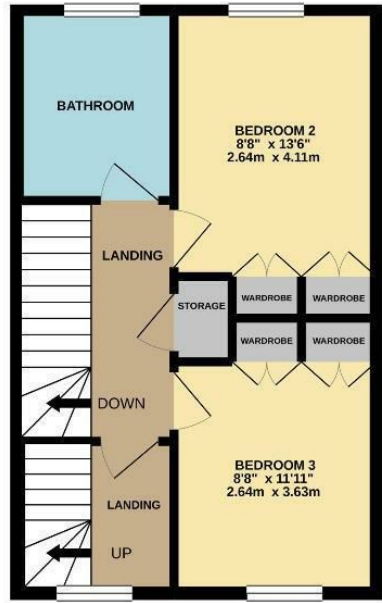 BATHROOM
BEDROOM 2
8'8" x 13'6"
2.64m x 4.11m
LANDING
STORAGE
WARDROBE
WARDROBE
WARDROBE
WARDROBE
DOWN
BEDROOM 3
8'8" x 11'11"
2.64m x 3.63m
LANDING
UP